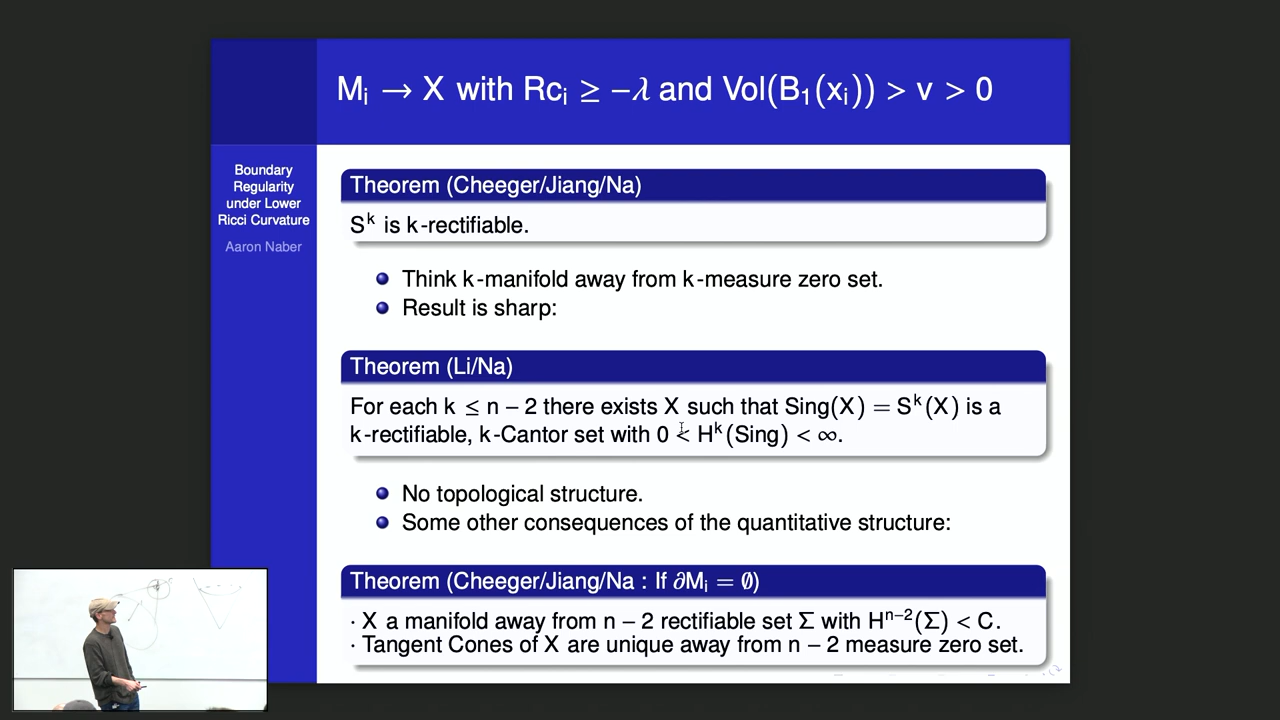 Mᵢ → X with Rcᵢ ≥ −λ and Vol(B₁(xᵢ)) > v > 0
Boundary
Regularity
under Lower
Ricci Curvature
Aaron Naber
Theorem (Cheeger/Jiang/Na)
Sᵏ is k-rectifiable.
Think k-manifold away from k-measure zero set.
Result is sharp:
Theorem (Li/Na)
For each k ≤ n − 2 there exists X such that Sing(X) = Sᵏ(X) is a
k-rectifiable, k-Cantor set with 0 < Hᵏ(Sing) < ∞.
No topological structure.
Some other consequences of the quantitative structure:
Theorem (Cheeger/Jiang/Na : If ∂Mᵢ = ∅)
· X a manifold away from n − 2 rectifiable set Σ with Hⁿ⁻²(Σ) < C.
· Tangent Cones of X are unique away from n − 2 measure zero set.